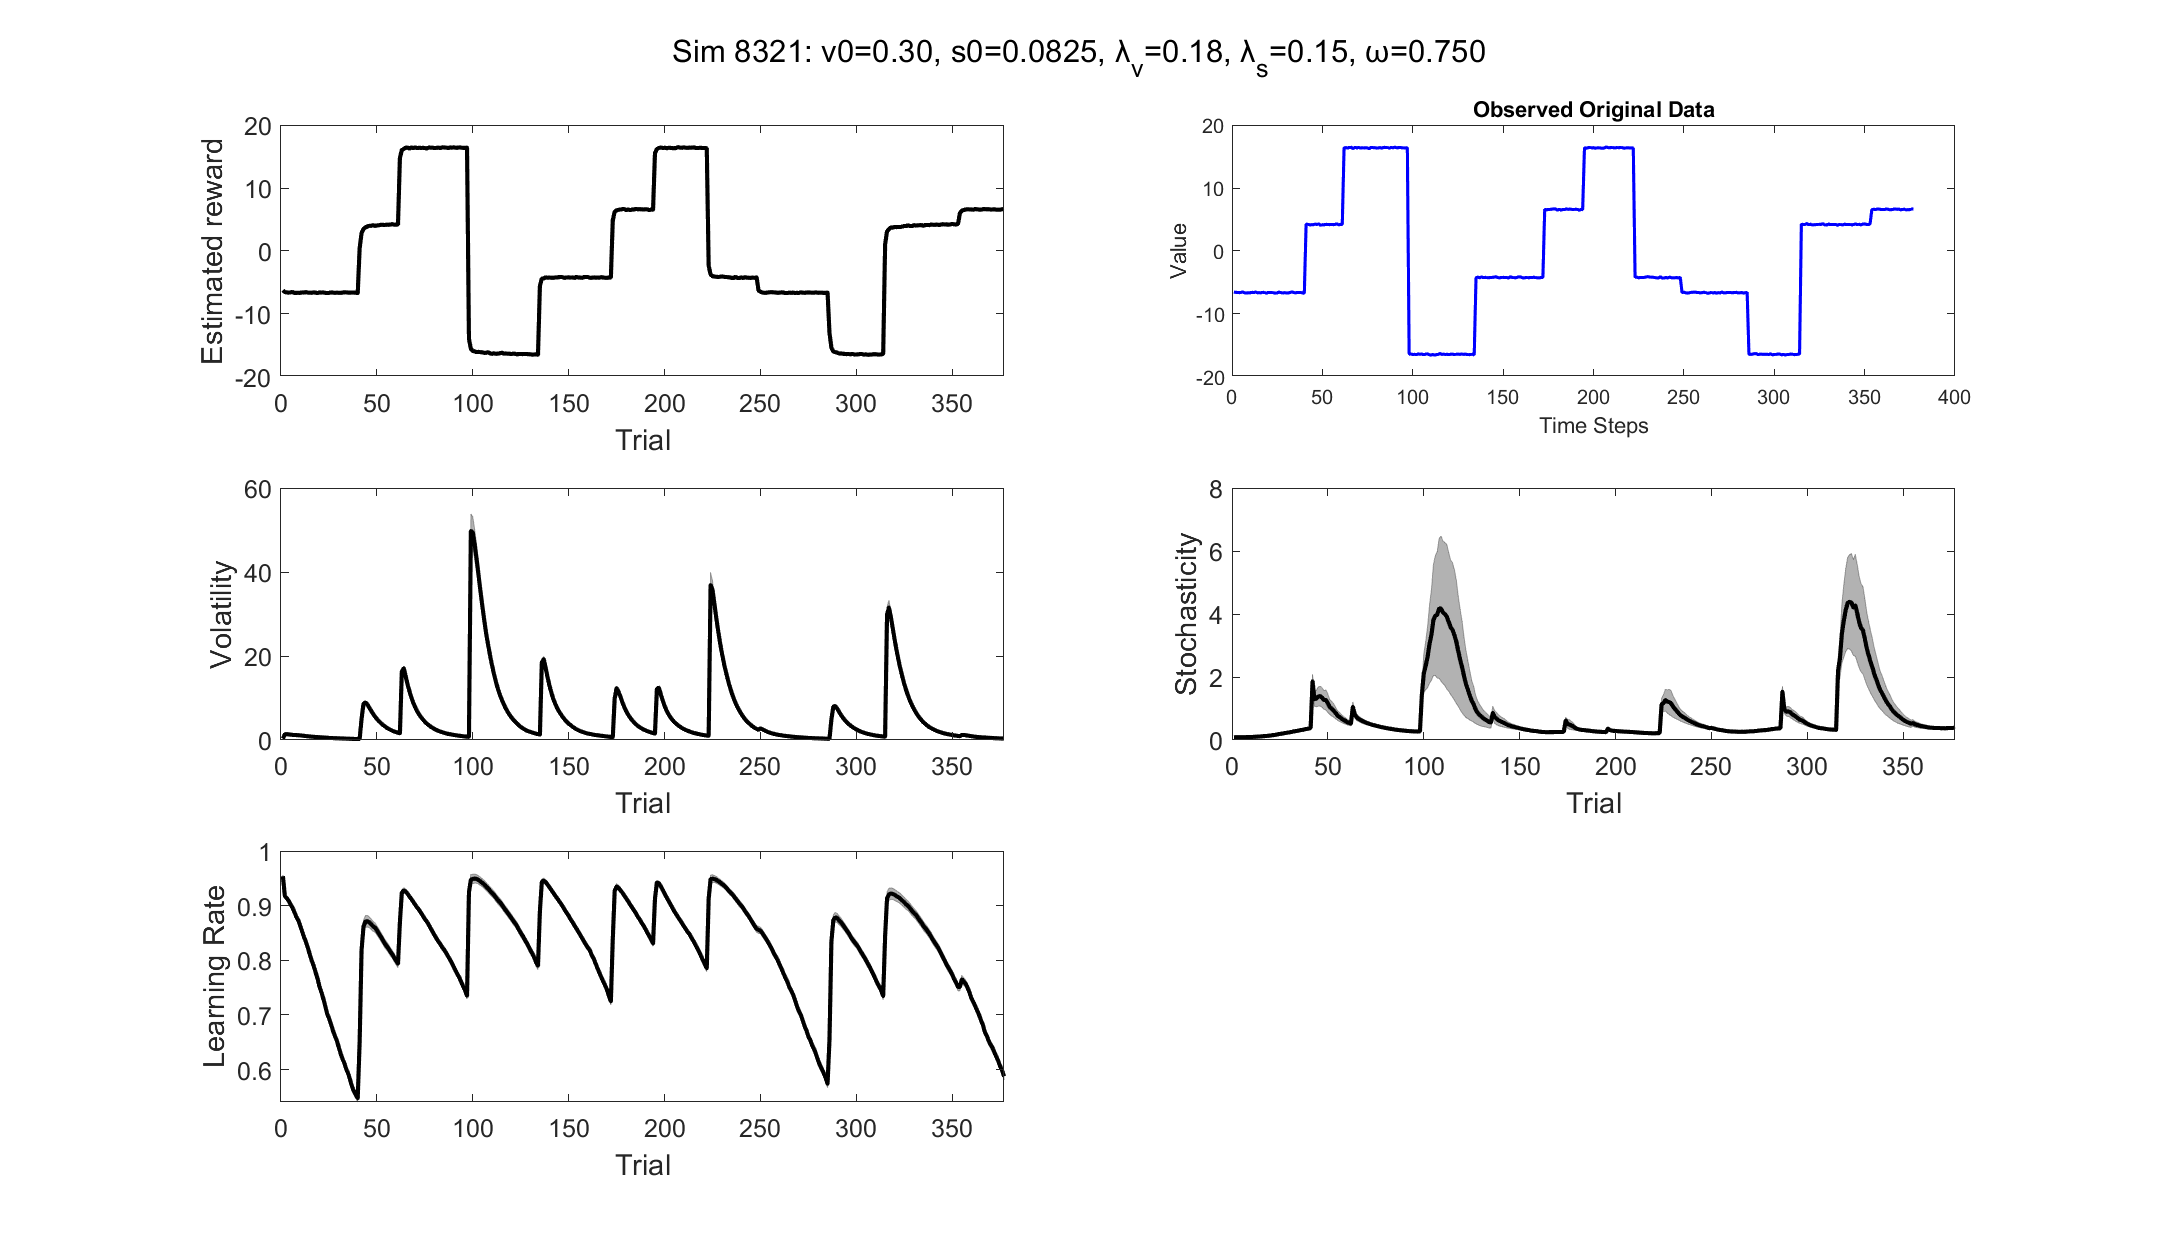 Sim 8321: v0=0.30, s0=0.0825, λv=0.18, λs=0.15, ω=0.750
Estimated reward
20
10
0
-10
-20
0 50 100 150 200 250 300 350
Trial
Observed Original Data
Value
20
10
0
-10
-20
0 50 100 150 200 250 300 350 400
Time Steps
Volatility
60
40
20
0
0 50 100 150 200 250 300 350
Trial
Stochasticity
8
6
4
2
0
0 50 100 150 200 250 300 350
Trial
Learning Rate
1
0.9
0.8
0.7
0.6
0 50 100 150 200 250 300 350
Trial